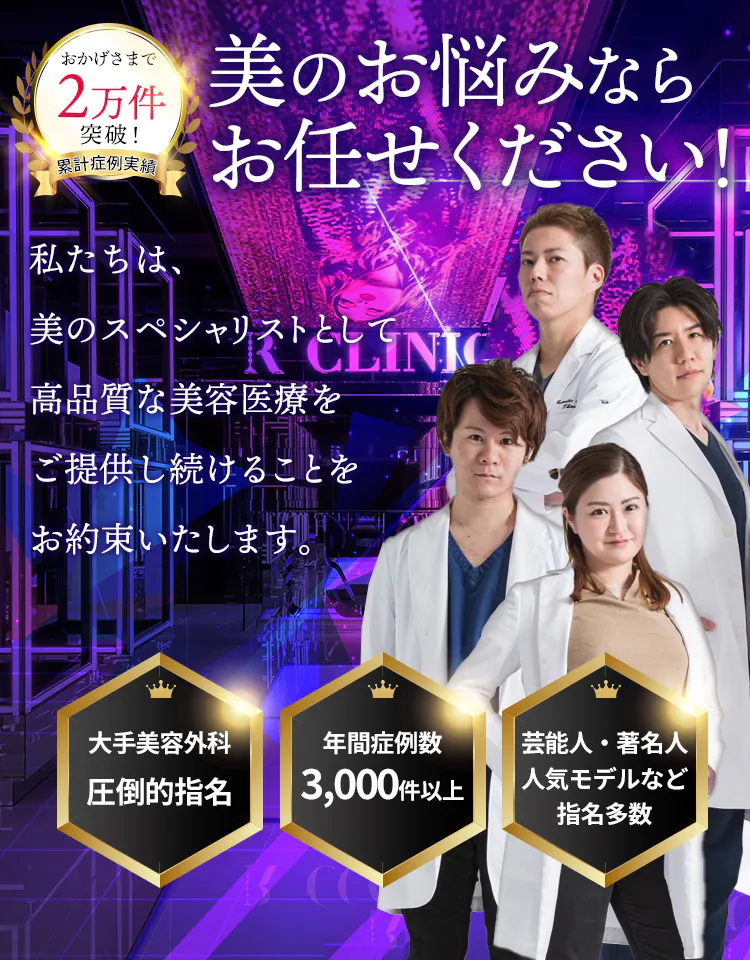 おかげさまで
2万件
突破!
累計症例実績
美のお悩みなら
お任せください!
私たちは、
美のスペシャリストとして
高品質な美容医療を
ご提供し続けることを
お約束いたします。
R CLINIC
大手美容外科
圧倒的指名
年間症例数
3,000件以上
芸能人・著名人
人気モデルなど
指名多数